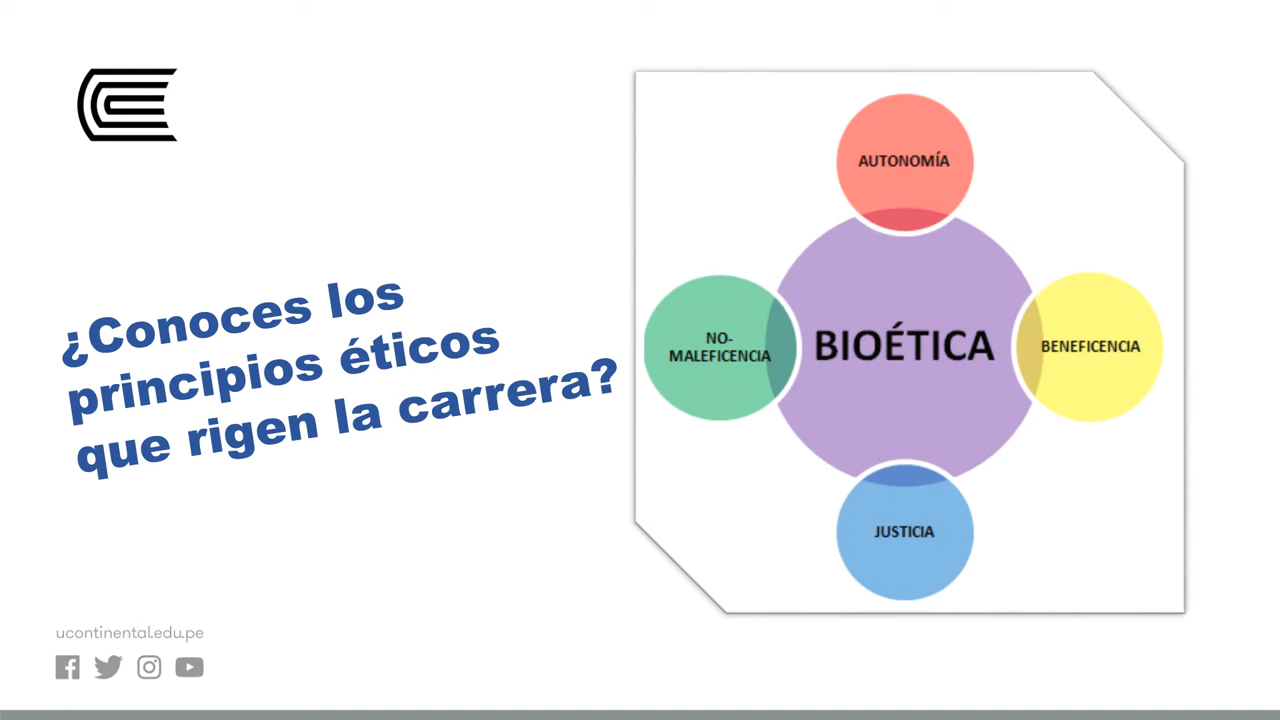 ¿Conoces los
principios éticos
que rigen la carrera?
AUTONOMÍA
NO-
MALEFICENCIA
BIOÉTICA
BENEFICENCIA
JUSTICIA
ucontinental.edu.pe